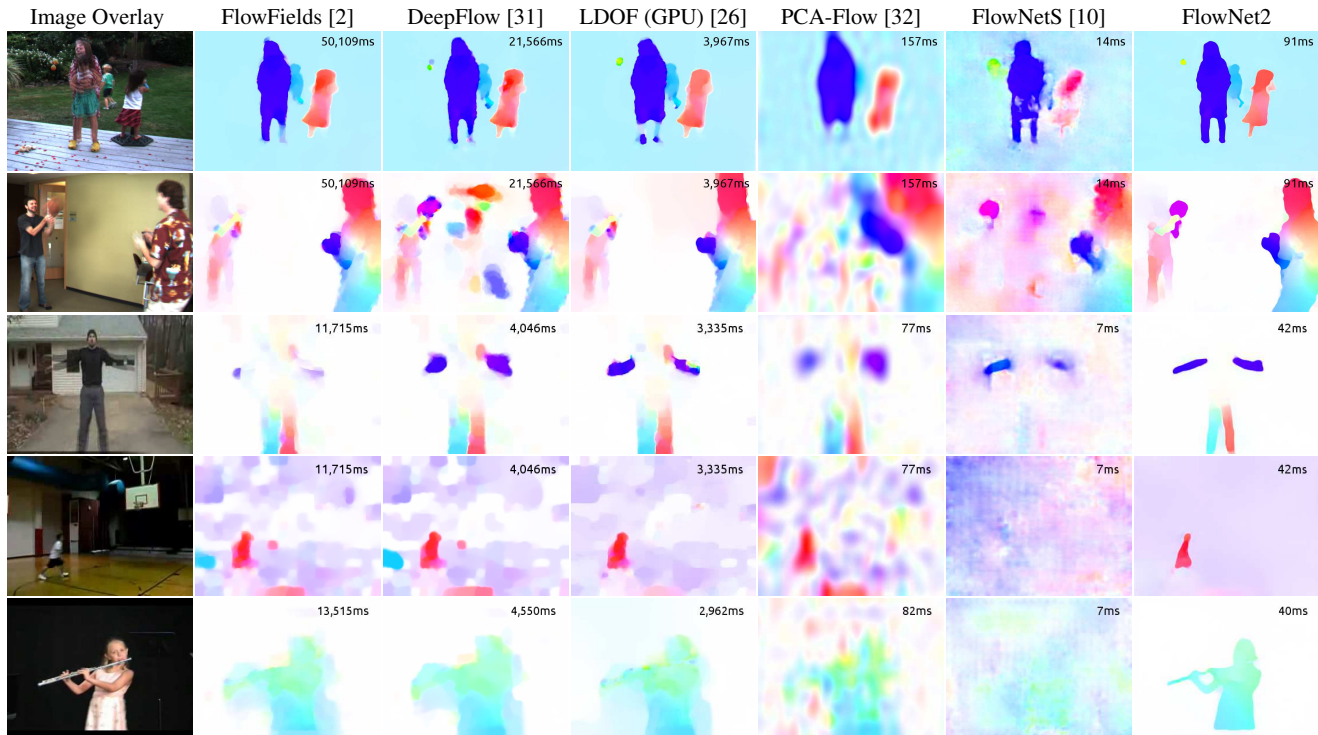 Image Overlay FlowFields [2] DeepFlow [31] LDOF (GPU) [26] PCA-Flow [32] FlowNetS [10] FlowNet2
50,109ms 21,566ms 3,967ms 157ms 14ms 91ms
50,109ms 21,566ms 3,967ms 157ms 14ms 91ms
11,715ms 4,046ms 3,335ms 77ms 7ms 42ms
11,715ms 4,046ms 3,335ms 77ms 7ms 42ms
13,515ms 4,550ms 2,962ms 82ms 7ms 40ms